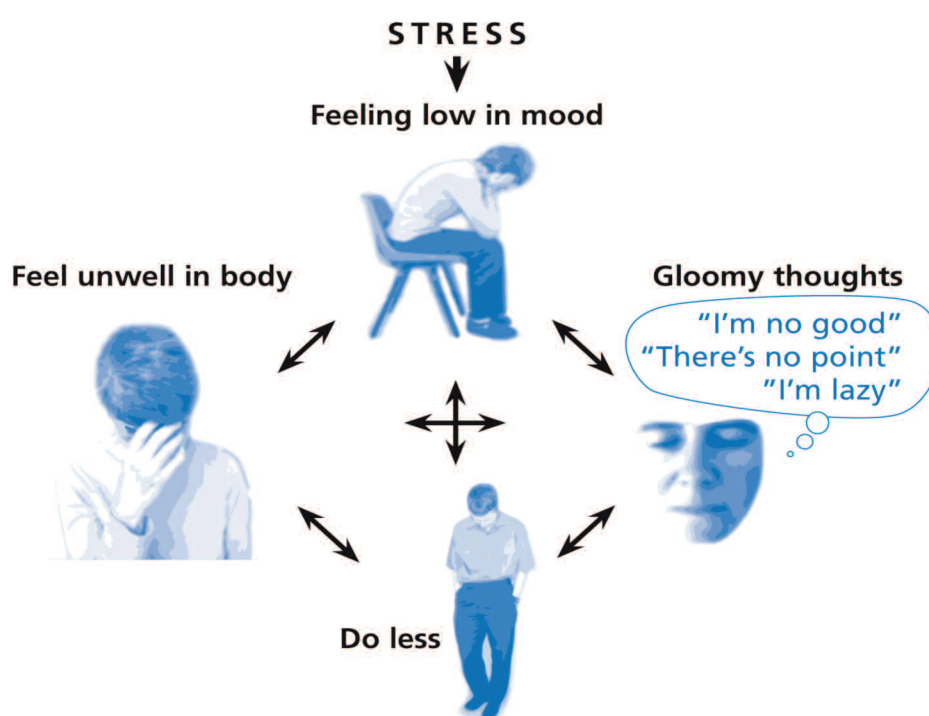 STRESS
Feeling low in mood
Feel unwell in body
Gloomy thoughts
"I'm no good"
"There's no point"
"I'm lazy"
Do less